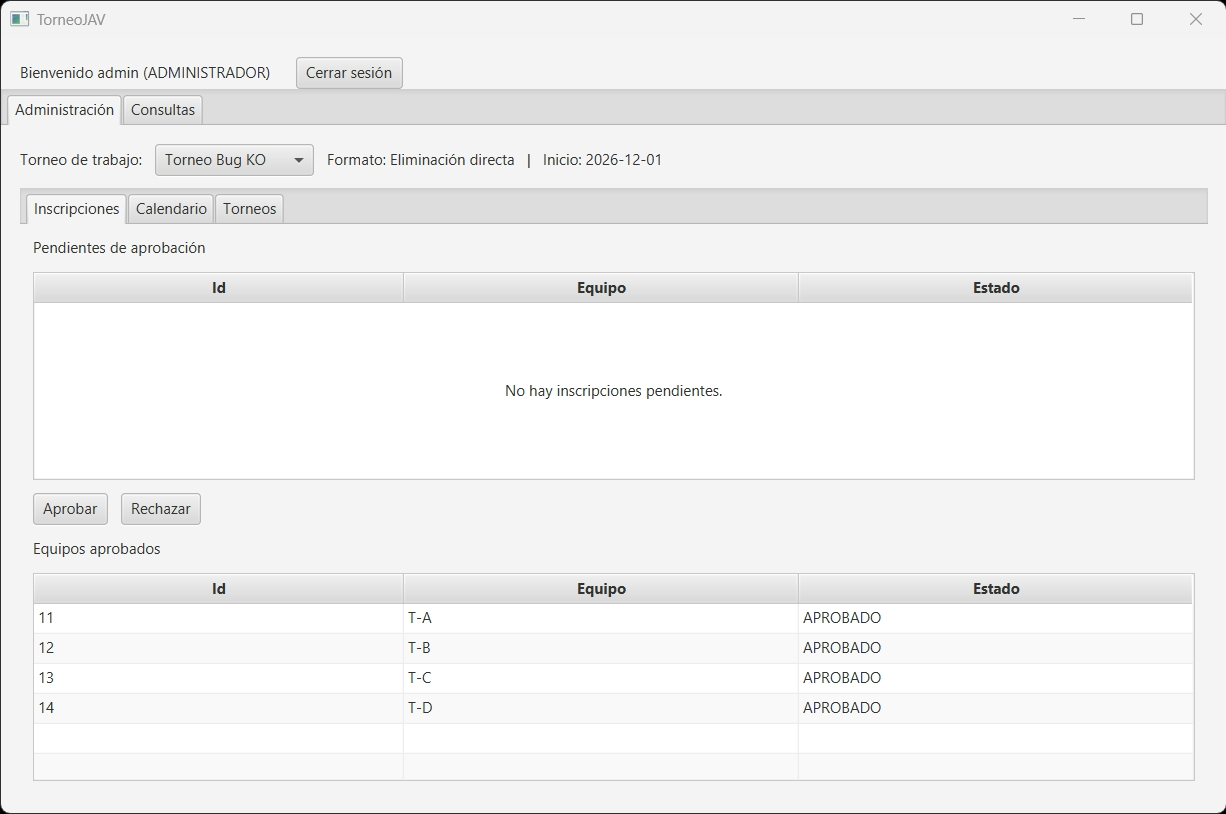 TorneoJAV
Bienvenido admin (ADMINISTRADOR) Cerrar sesión
Administración Consultas
Torneo de trabajo: Torneo Bug KO Formato: Eliminación directa | Inicio: 2026-12-01
Inscripciones Calendario Torneos
Pendientes de aprobación
Id Equipo Estado
No hay inscripciones pendientes.
Aprobar Rechazar
Equipos aprobados
Id Equipo Estado
11 T-A APROBADO
12 T-B APROBADO
13 T-C APROBADO
14 T-D APROBADO